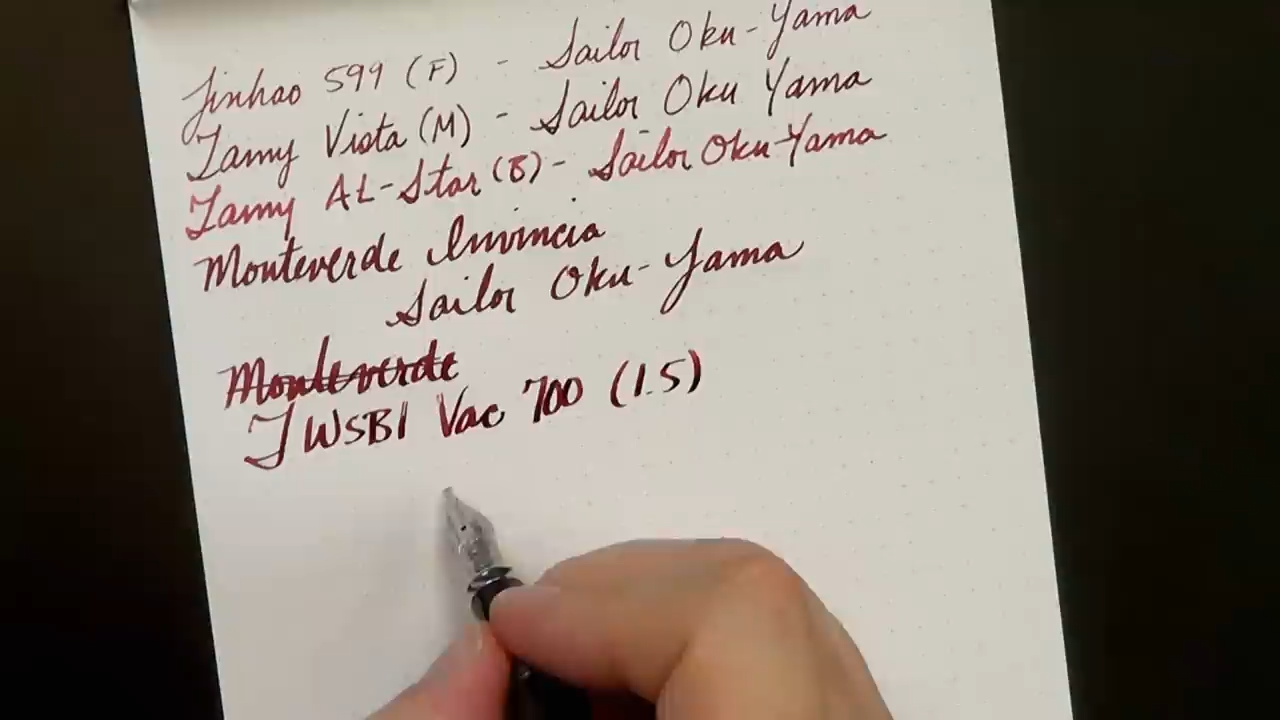 Jinhao 599 (F) - Sailor Oku-Yama
Lamy Vista (M) - Sailor Oku Yama
Lamy AL-Star (B) - Sailor Oku-Yama
Monteverde Invincia
Sailor Oku-Yama
Monteverde
TWSBI Vac 700 (1.5)